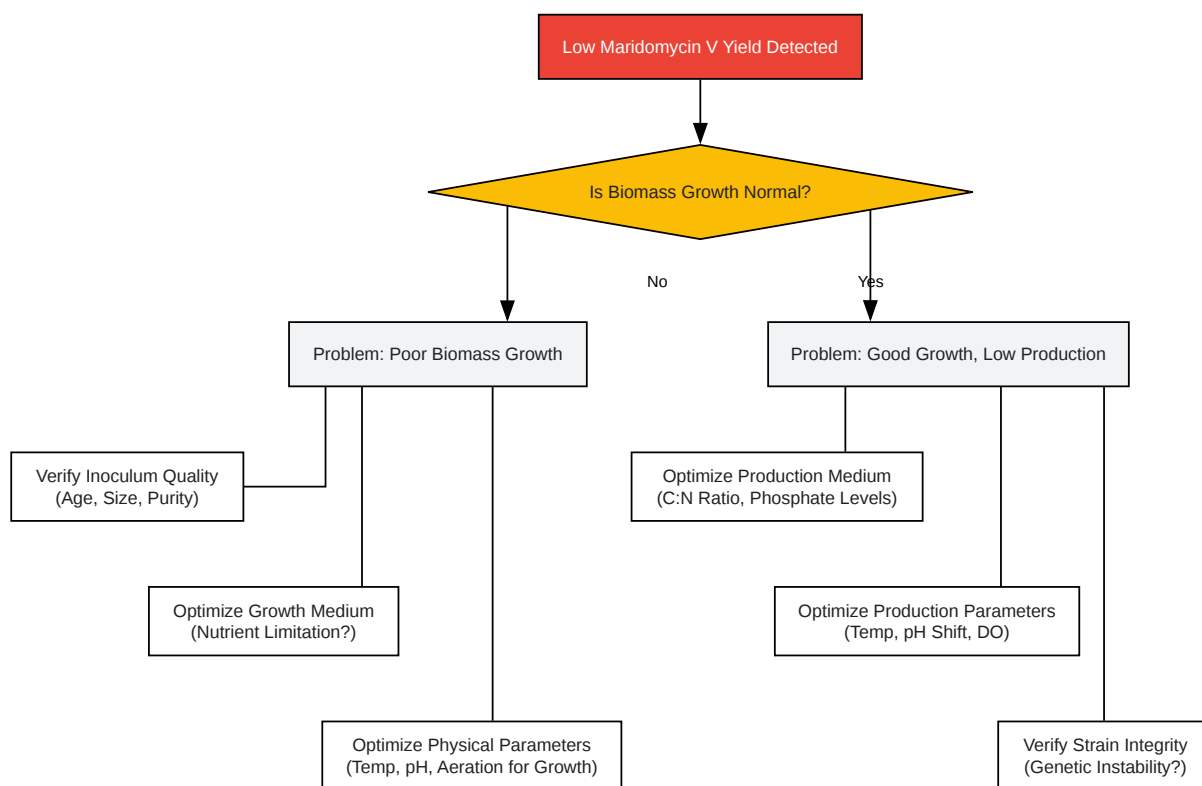 Low Maridomycin V Yield Detected
Is Biomass Growth Normal?
No
Yes
Problem: Poor Biomass Growth
Problem: Good Growth, Low Production
Verify Inoculum Quality
(Age, Size, Purity)
Optimize Production Medium
(C:N Ratio, Phosphate Levels)
Optimize Growth Medium
(Nutrient Limitation?)
Optimize Production Parameters
(Temp, pH Shift, DO)
Optimize Physical Parameters
(Temp, pH, Aeration for Growth)
Verify Strain Integrity
(Genetic Instability?)